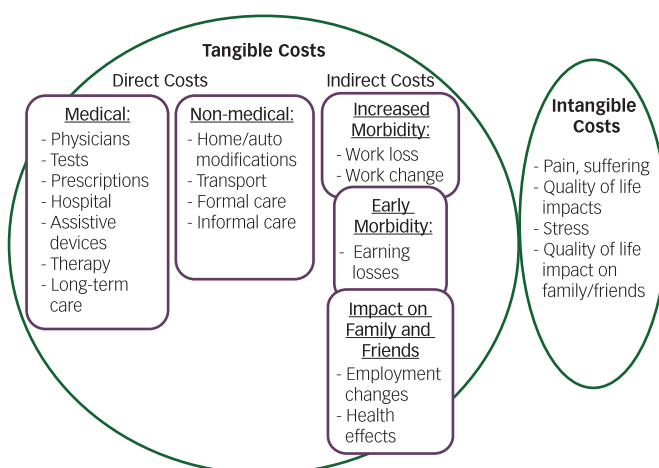 Tangible Costs
Direct Costs
Medical:
- Physicians
- Tests
- Prescriptions
- Hospital
- Assistive
devices
- Therapy
- Long-term
care
Non-medical:
- Home/auto
modifications
- Transport
- Formal care
- Informal care
Indirect Costs
Increased
Morbidity:
- Work loss
- Work change
Early
Morbidity:
- Earning
losses
Impact on
Family and
Friends
- Employment
changes
- Health
effects
Intangible
Costs
- Pain, suffering
- Quality of life
impacts
- Stress
- Quality of life
impact on
family/friends